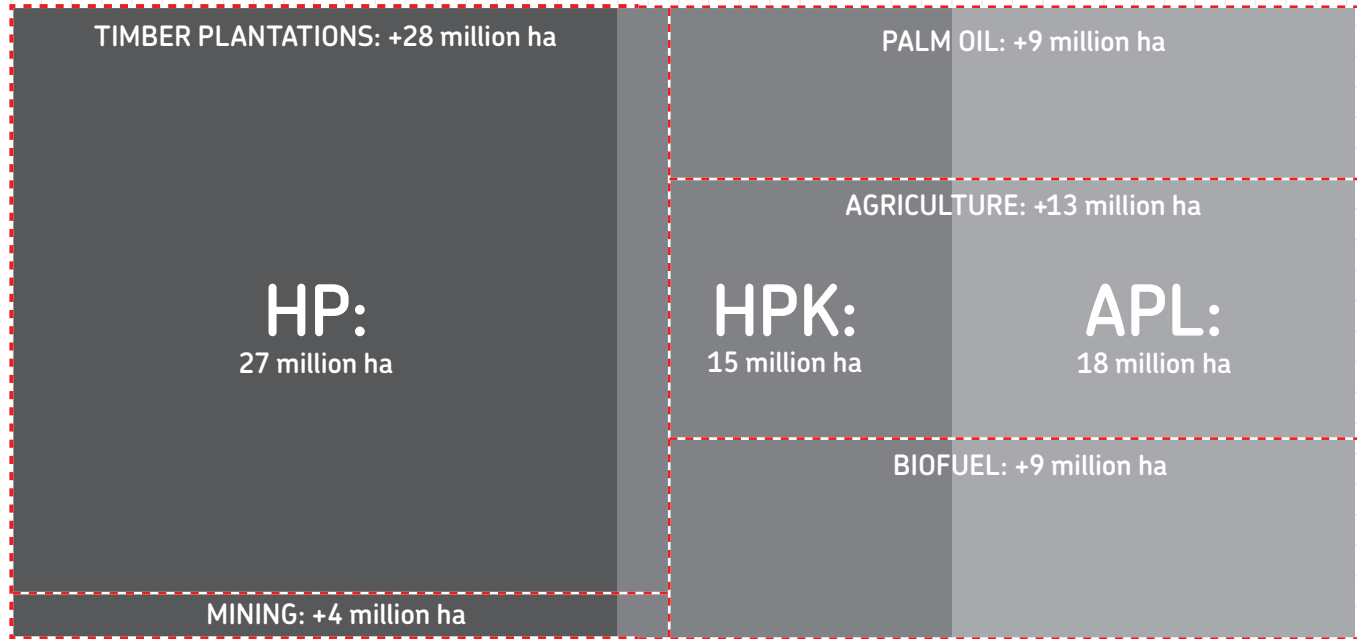 TIMBER PLANTATIONS: +28 million ha
PALM OIL: +9 million ha
AGRICULTURE: +13 million ha
HP:
27 million ha
HPK:
15 million ha
APL:
18 million ha
BIOFUEL: +9 million ha
MINING: +4 million ha